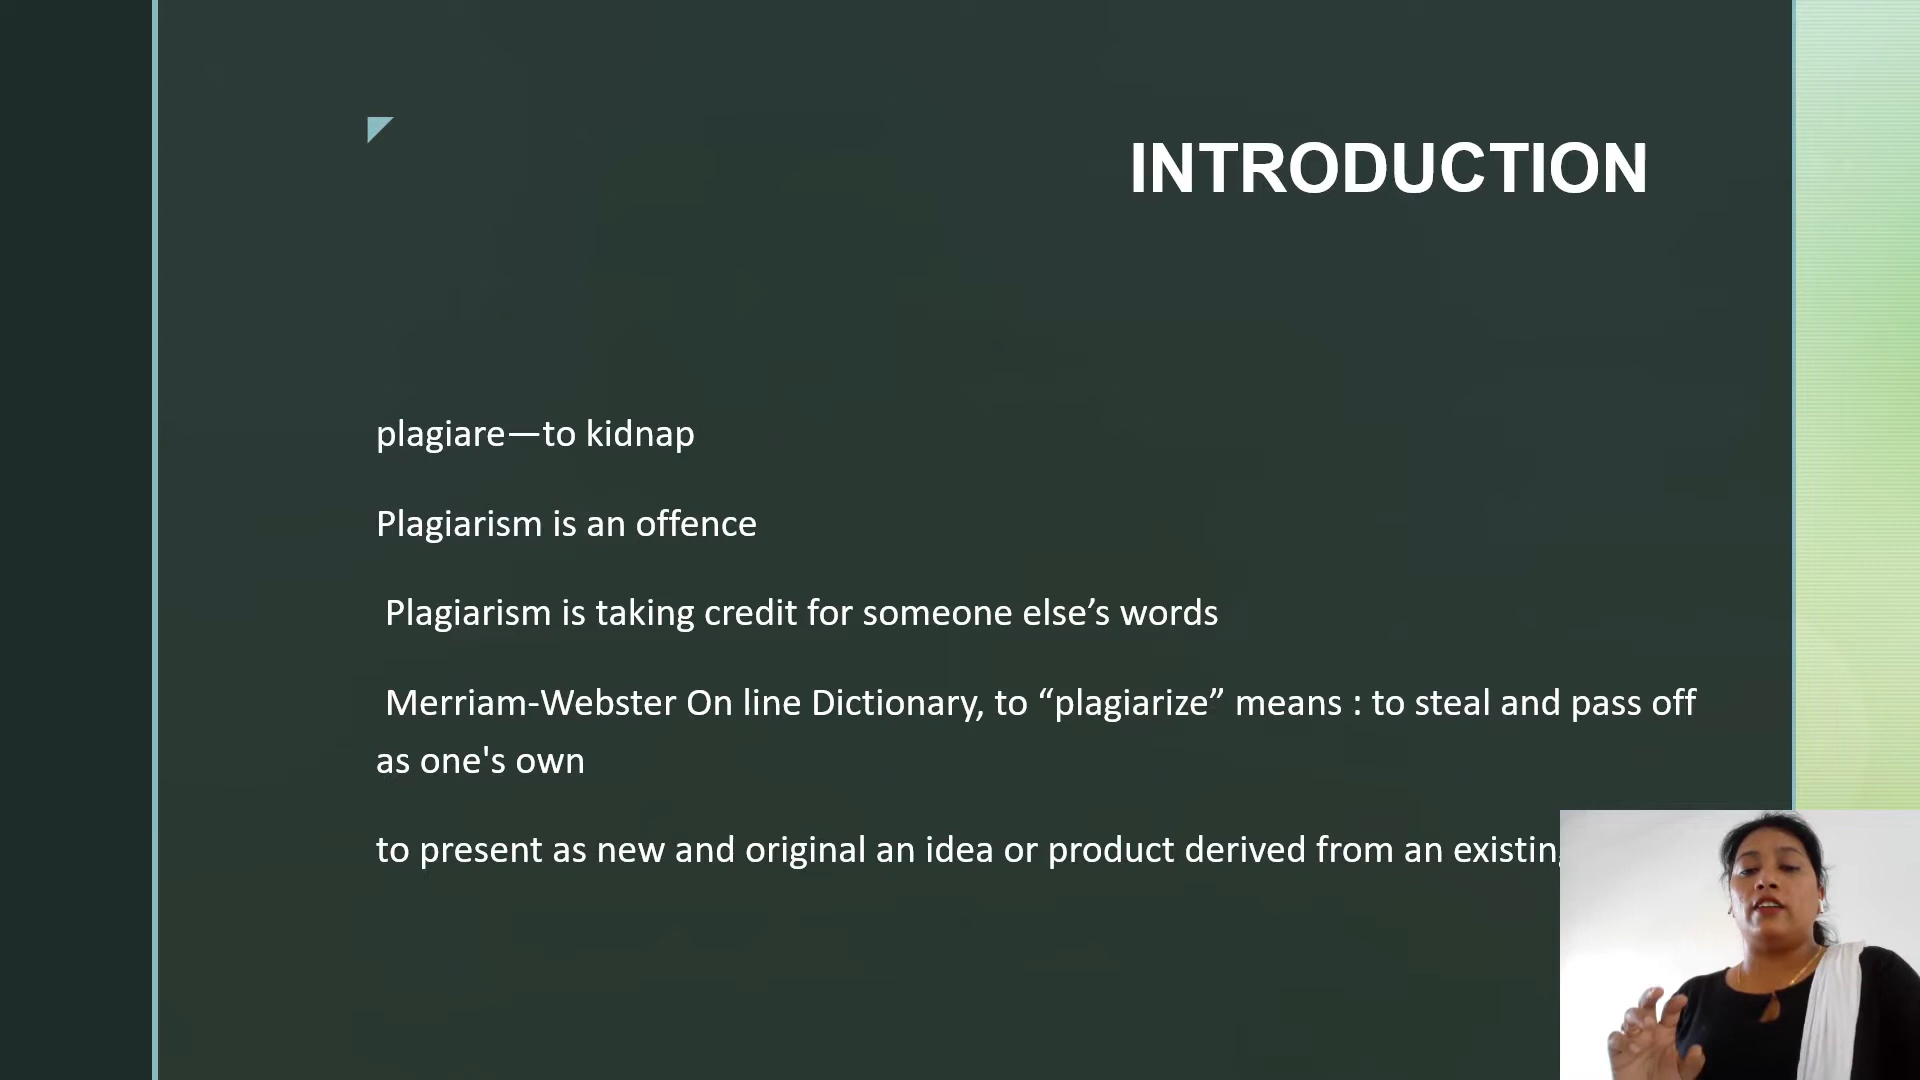 INTRODUCTION
plagiare—to kidnap
Plagiarism is an offence
Plagiarism is taking credit for someone else’s words
Merriam-Webster On line Dictionary, to “plagiarize” means : to steal and pass off
as one's own
to present as new and original an idea or product derived from an